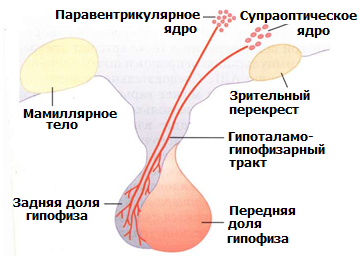 Паравентрикулярное
ядро
Супраоптическое
ядро
Мамиллярное
тело
Зрительный
перекрест
Гипоталамо-
гипофизарный
тракт
Задняя доля
гипофиза
Передняя
доля
гипофиза